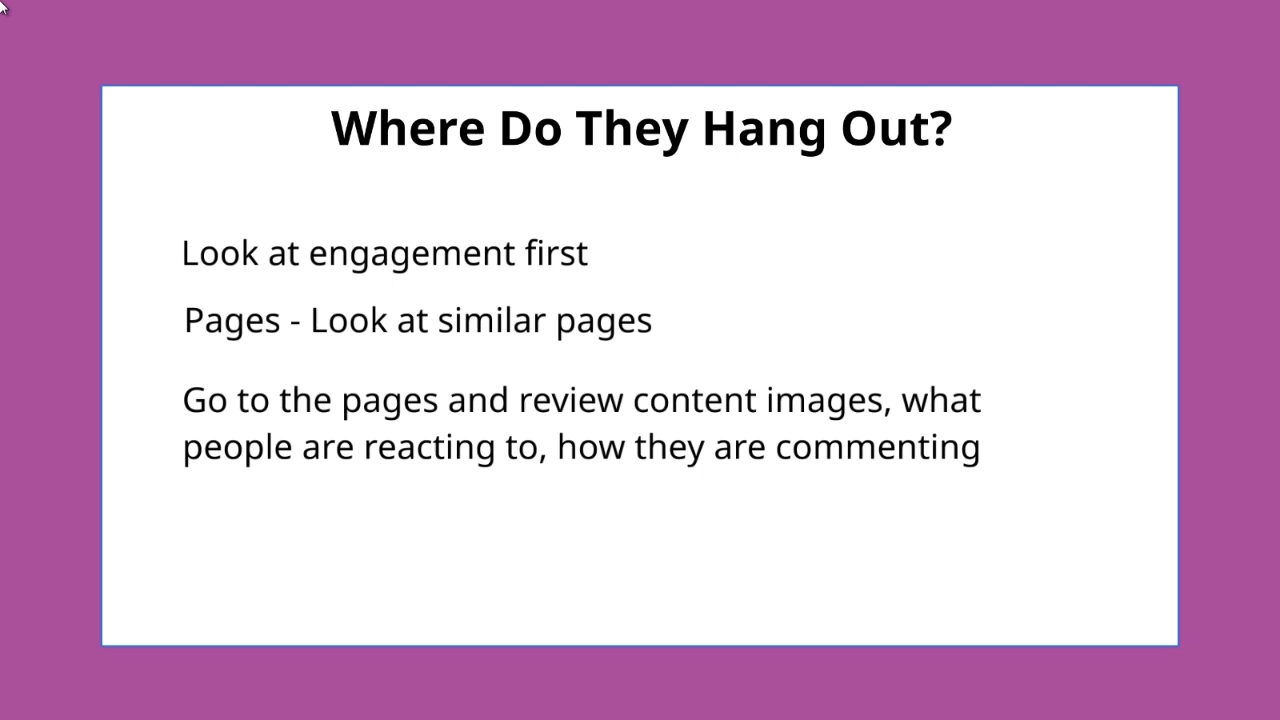 Where Do They Hang Out?
Look at engagement first
Pages - Look at similar pages
Go to the pages and review content images, what
people are reacting to, how they are commenting